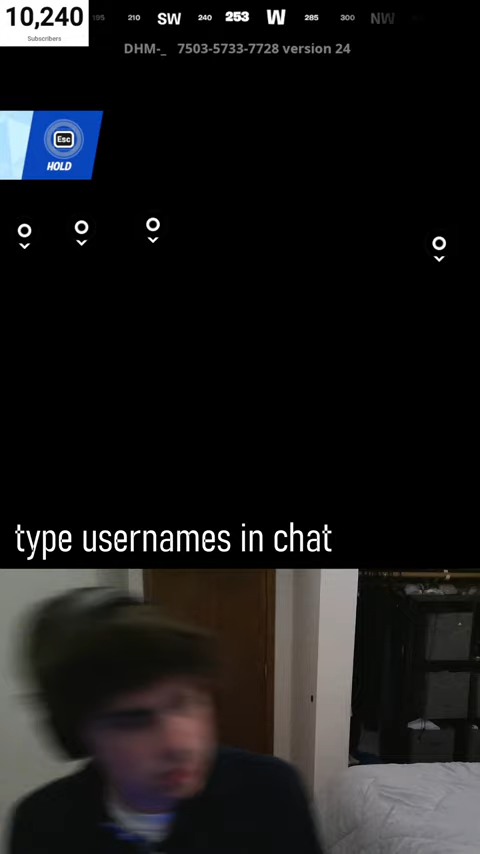 10,240
Subscribers
195 210 SW 240 253 W 285 300 NW
DHM-_ 7503-5733-7728 version 24
Esc
HOLD
type usernames in chat